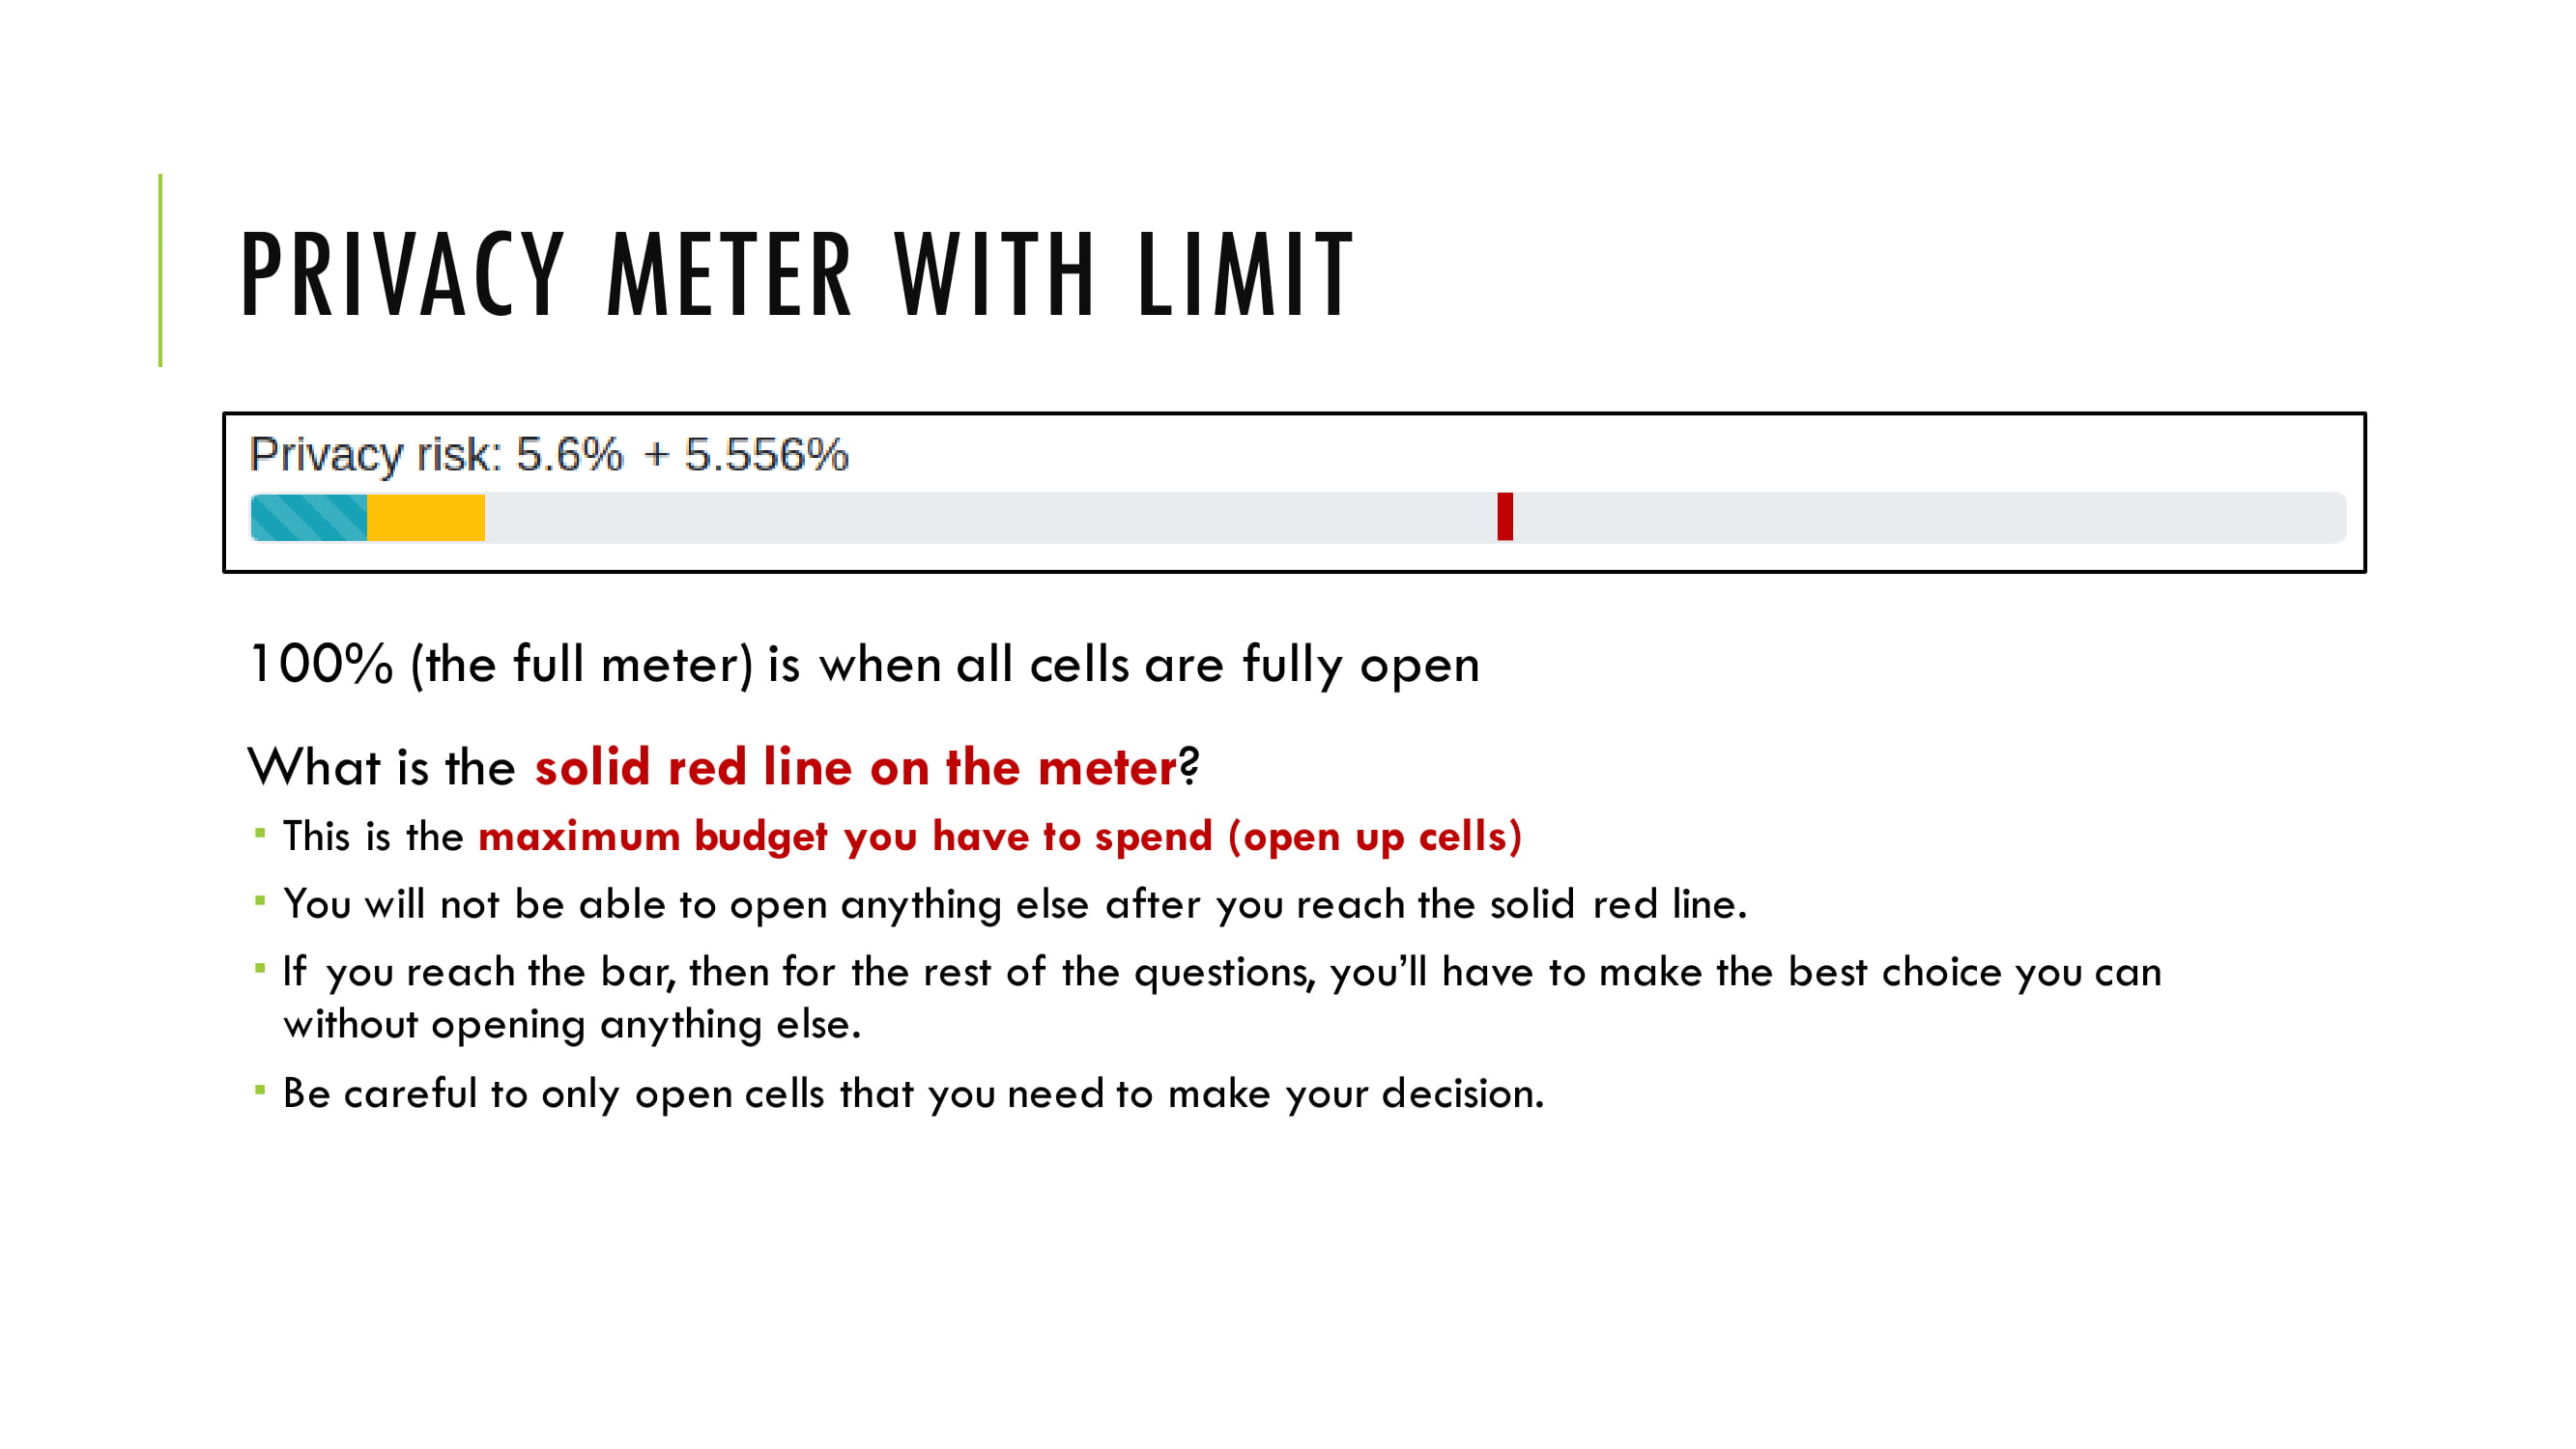 PRIVACY METER WITH LIMIT
Privacy risk: 5.6% + 5.556%
100% (the full meter) is when all cells are fully open
What is the solid red line on the meter?
▪ This is the maximum budget you have to spend (open up cells)
▪ You will not be able to open anything else after you reach the solid red line.
▪ If you reach the bar, then for the rest of the questions, you’ll have to make the best choice you can
without opening anything else.
▪ Be careful to only open cells that you need to make your decision.